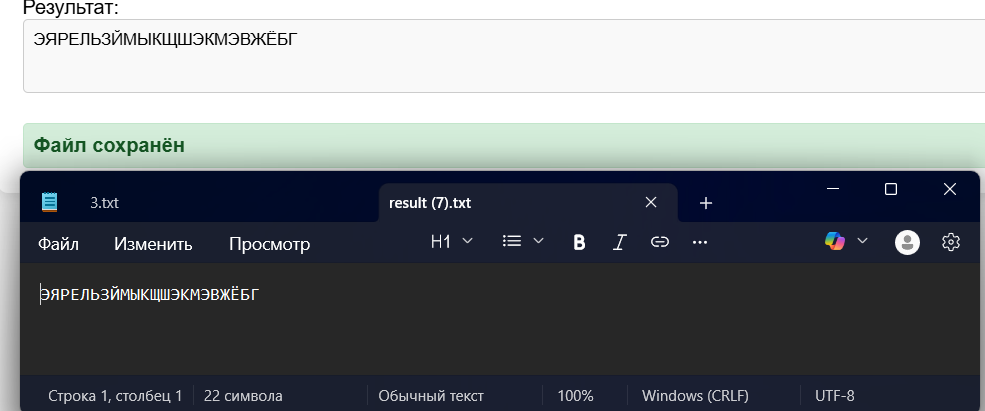 Результат:
ЭЯРЕЛЬЗЙМЫКЩШЭКМЭВЖЁБГ
Файл сохранён
3.txt
result (7).txt
Файл Изменить Просмотр H1 B I
ЭЯРЕЛЬЗЙМЫКЩШЭКМЭВЖЁБГ
Строка 1, столбец 1 22 символа Обычный текст 100% Windows (CRLF) UTF-8